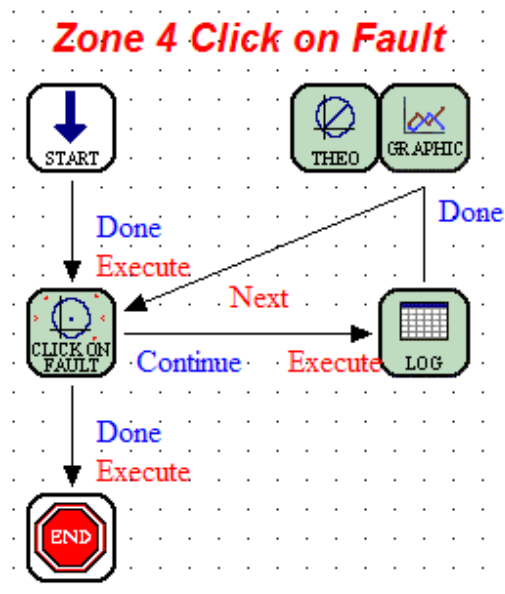 Zone 4 Click on Fault
START
THEO
GRAPHIC
Done
Execute
Done
Next
CLICK ON
FAULT
Continue
Execute
LOG
Done
Execute
END